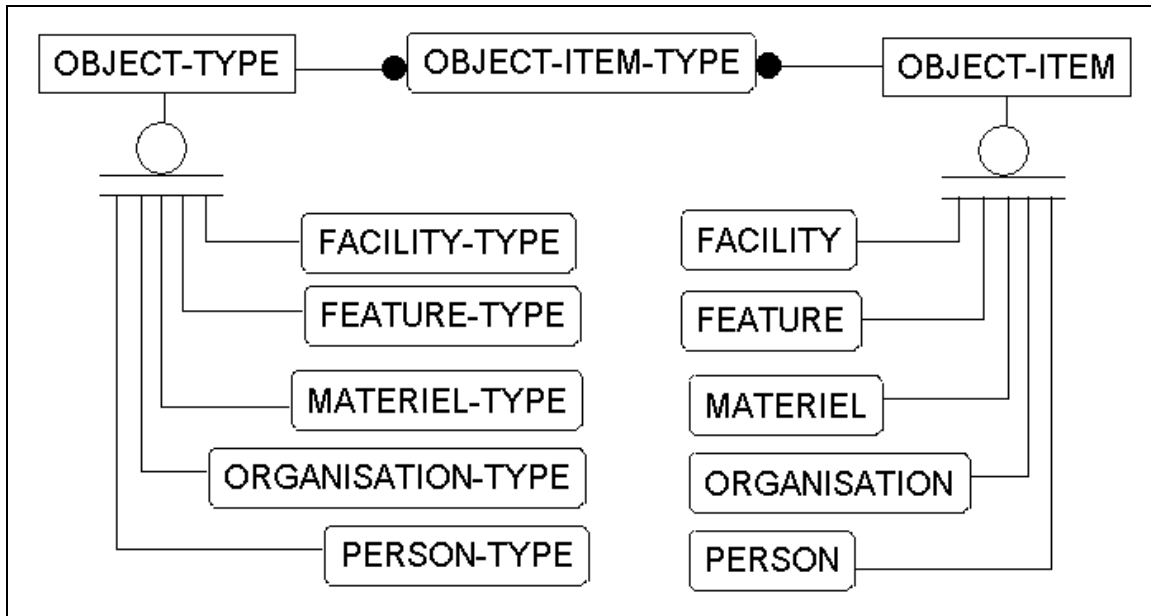 OBJECT-TYPE
OBJECT-ITEM-TYPE
OBJECT-ITEM
FACILITY-TYPE
FEATURE-TYPE
MATERIEL-TYPE
ORGANISATION-TYPE
PERSON-TYPE
FACILITY
FEATURE
MATERIEL
ORGANISATION
PERSON